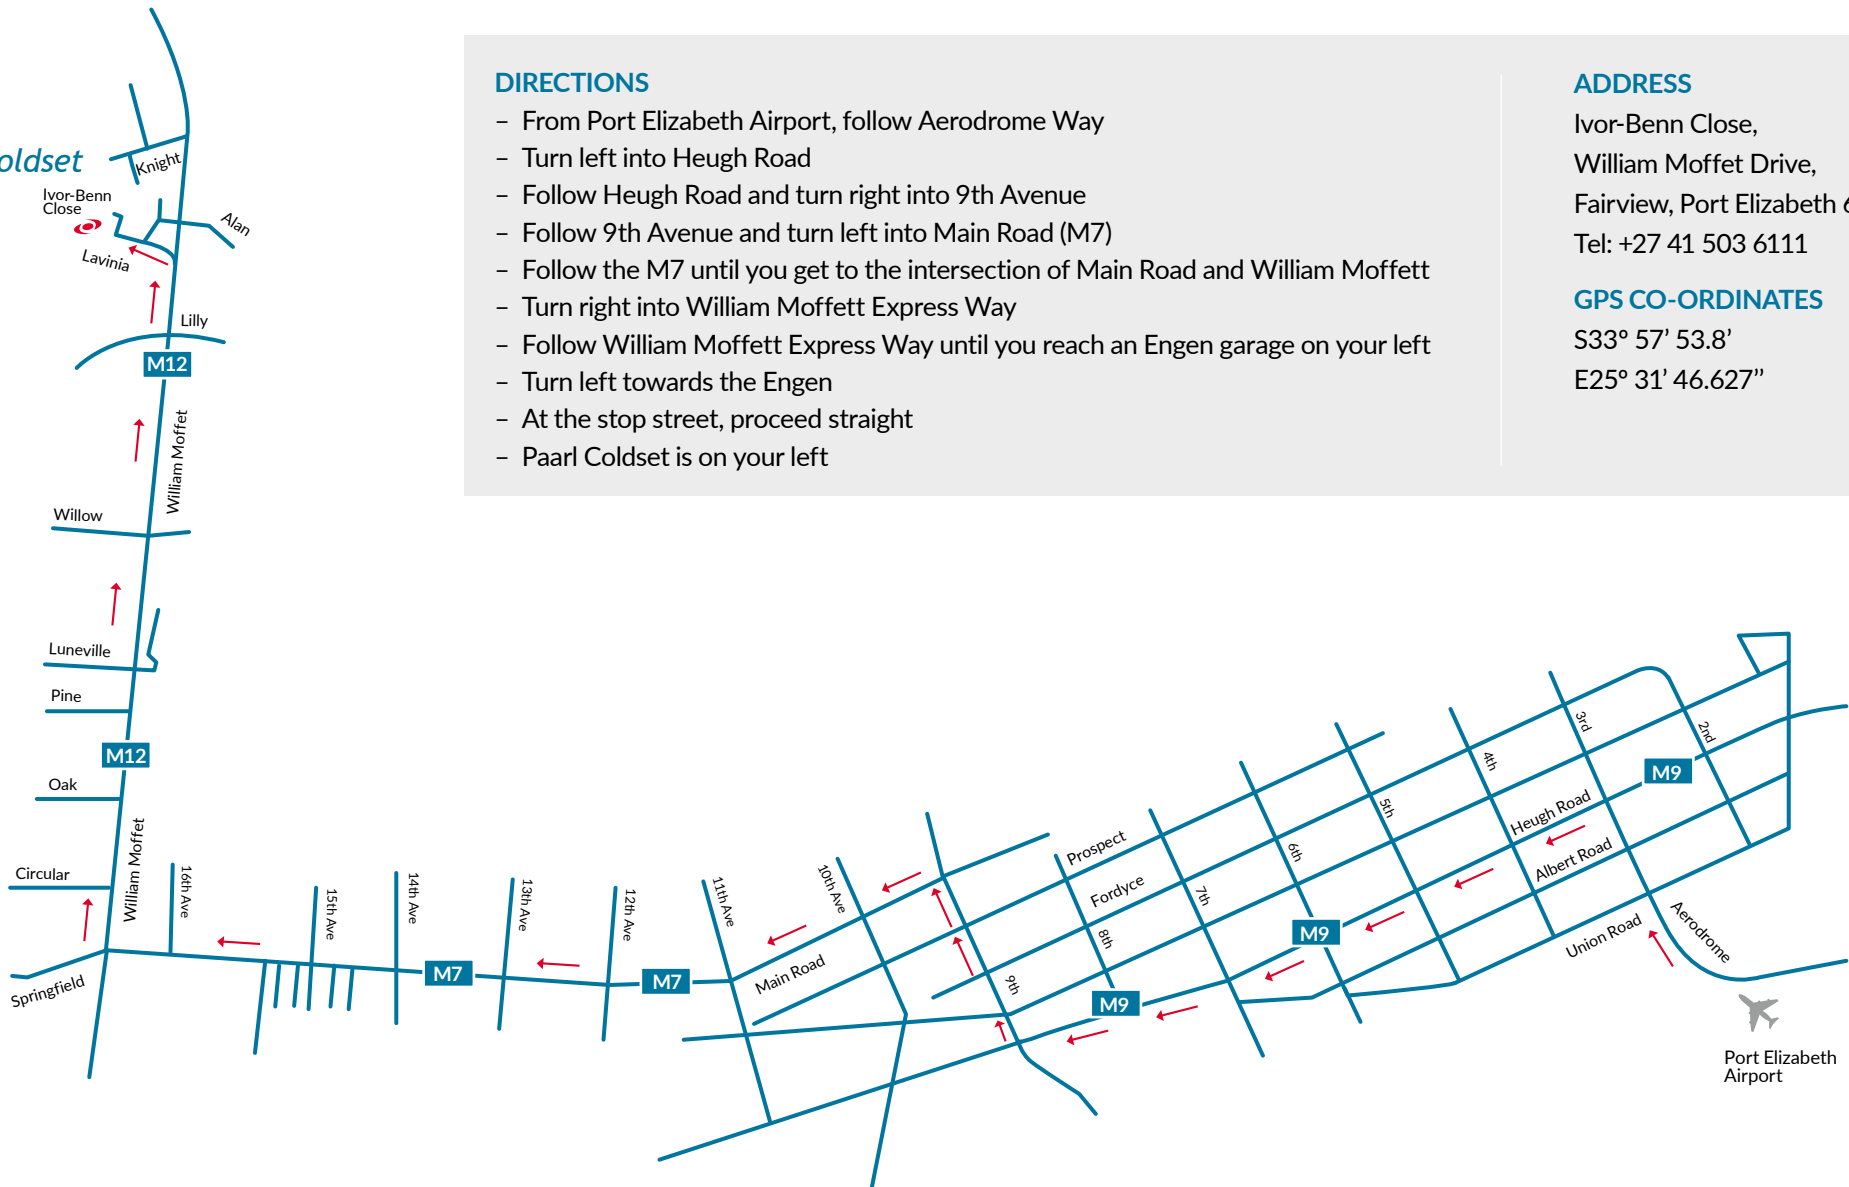 DIRECTIONS
– From Port Elizabeth Airport, follow Aerodrome Way
– Turn left into Heugh Road
– Follow Heugh Road and turn right into 9th Avenue
– Follow 9th Avenue and turn left into Main Road (M7)
– Follow the M7 until you get to the intersection of Main Road and William Moffett
– Turn right into William Moffett Express Way
– Follow William Moffett Express Way until you reach an Engen garage on your left
– Turn left towards the Engen
– At the stop street, proceed straight
– Paarl Coldset is on your left
ADDRESS
Ivor-Benn Close,
William Moffet Drive,
Fairview, Port Elizabeth
Tel: +27 41 503 6111
GPS CO-ORDINATES
S33° 57’ 53.8’
E25° 31’ 46.627’’
oldset
Knight
Ivor-Benn
Close
Alan
Lavinia
Lilly
M12
William Moffet
Willow
Luneville
Pine
M12
Oak
William Moffet
Circular
Springfield
16th Ave
15th Ave
14th Ave
M7
13th Ave
12th Ave
M7
11th Ave
Main Road
10th Ave
Prospect
Fordyce
9th
8th
M9
7th
6th
M9
5th
4th
3rd
2nd
M9
Heugh Road
Albert Road
Union Road
Aerodrome
Port Elizabeth
Airport